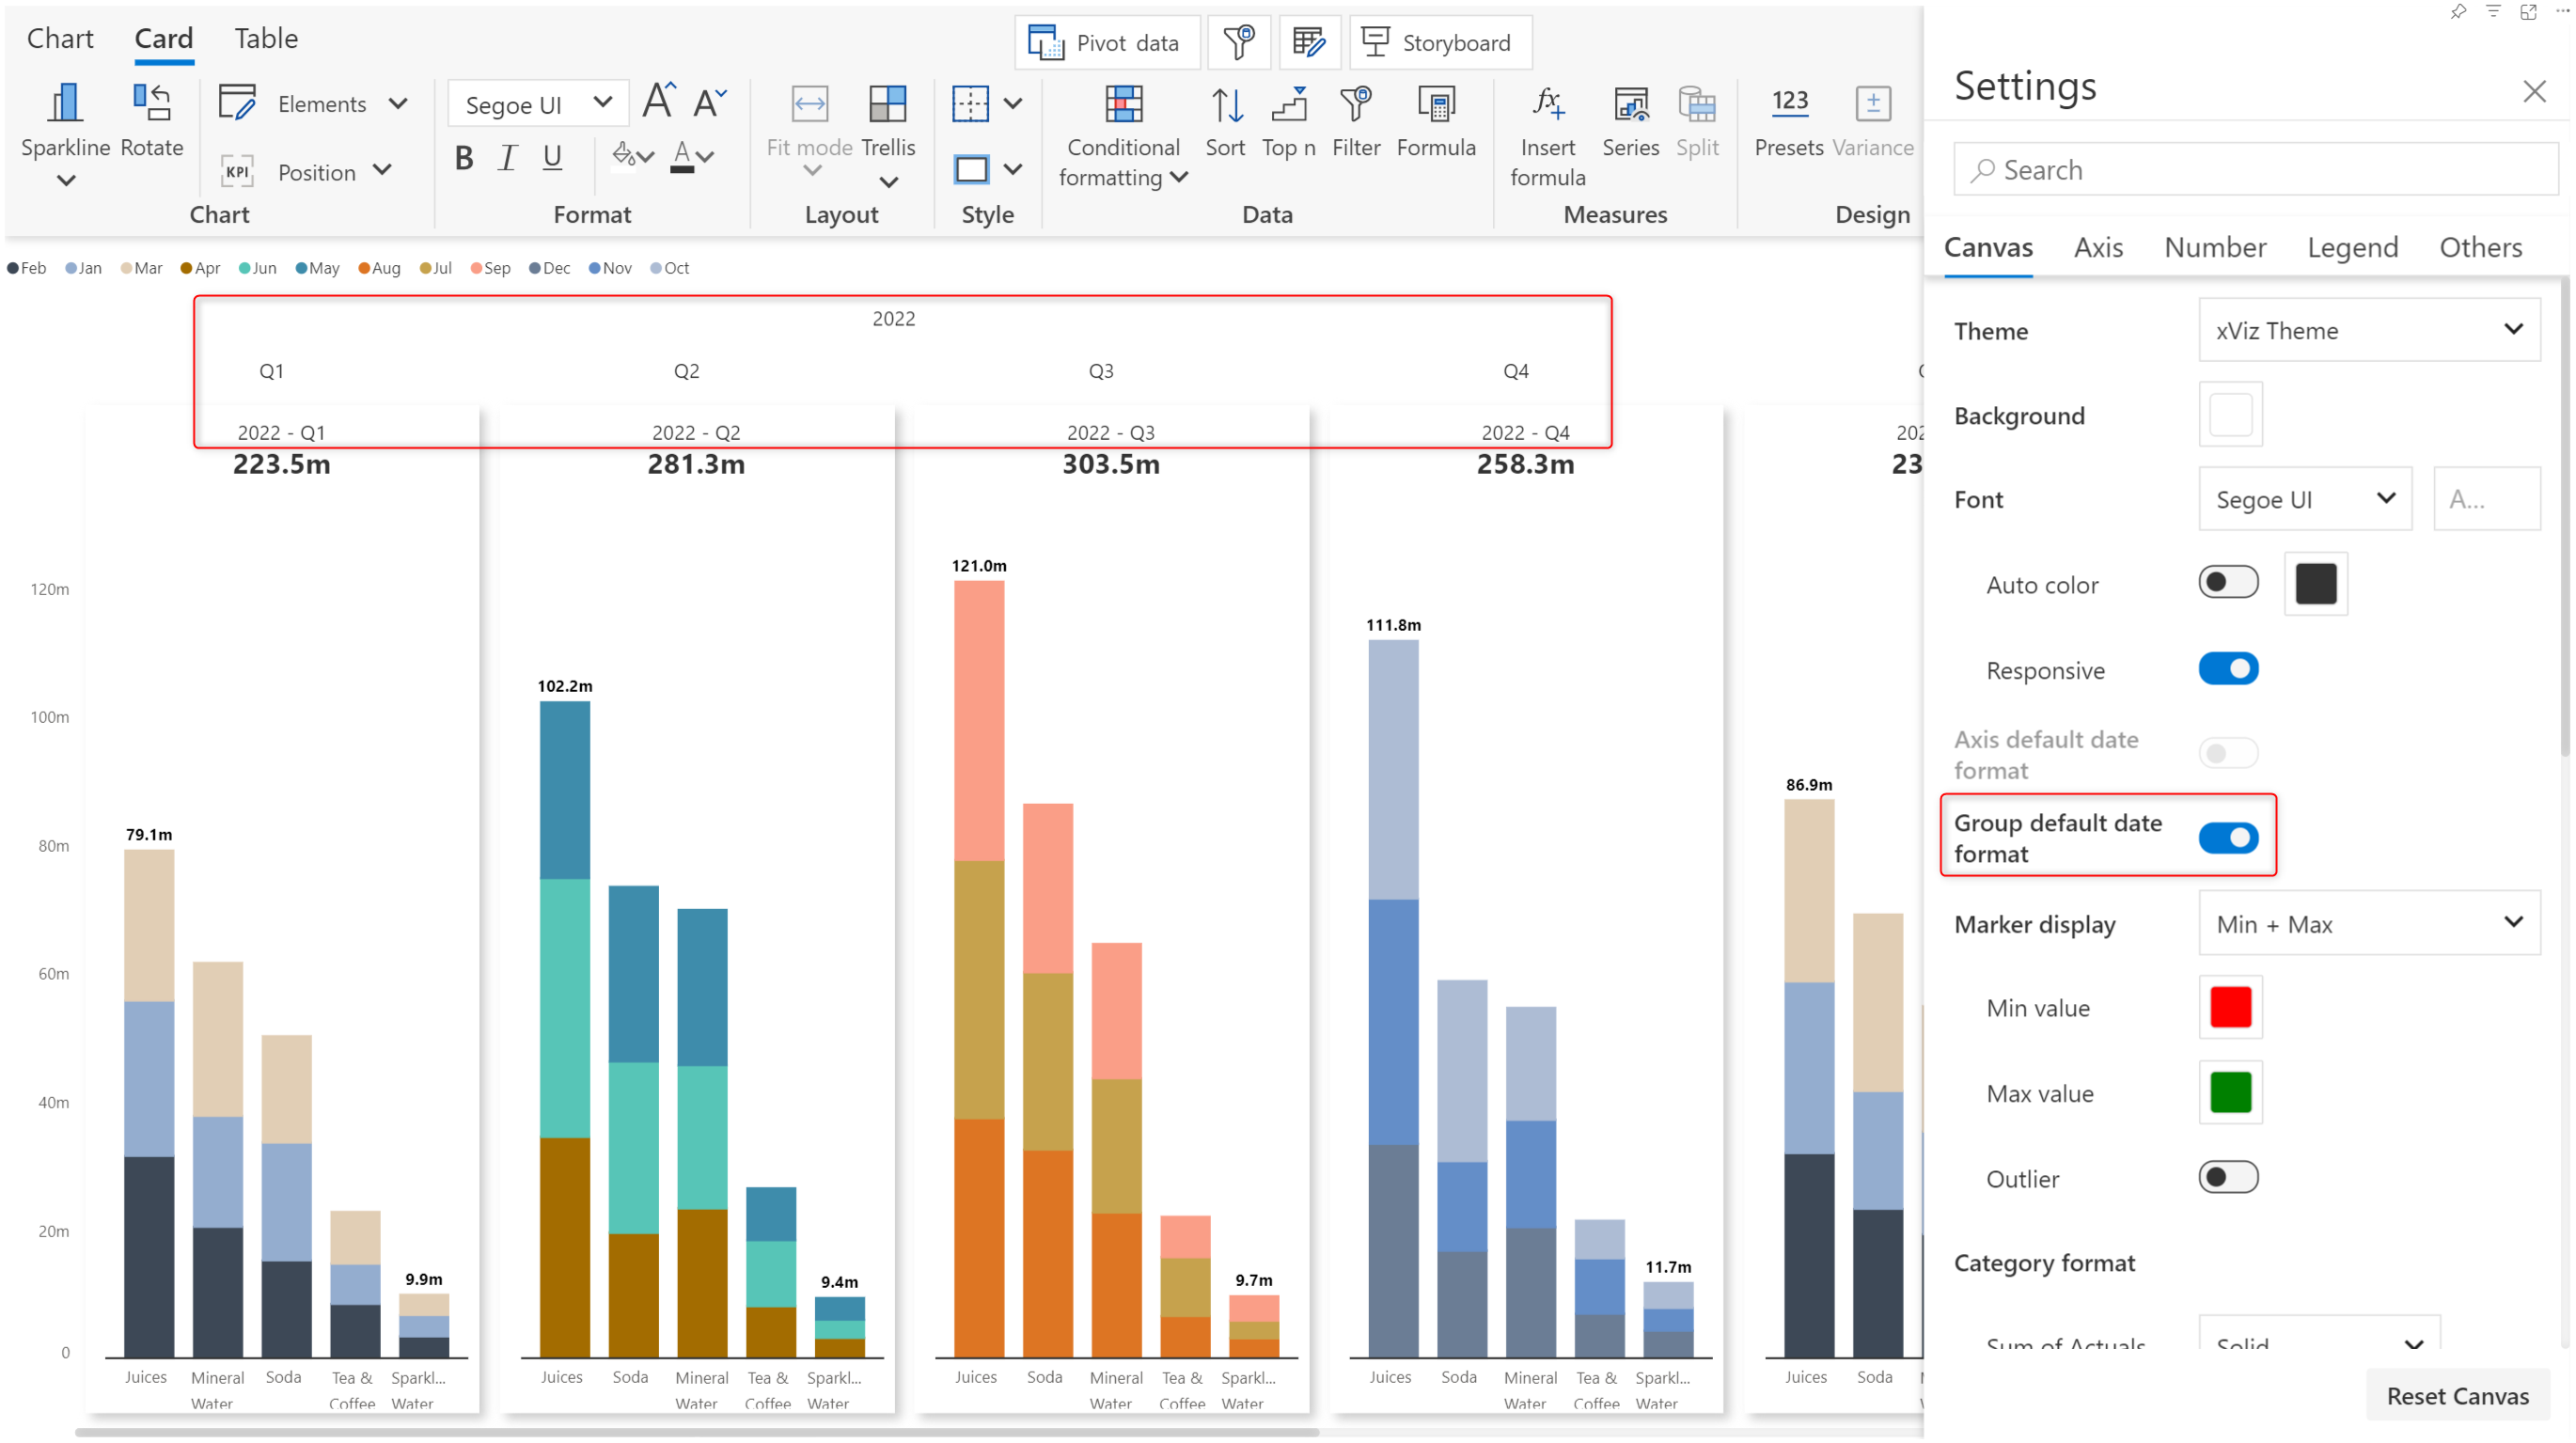 Chart Card Table
Pivot data Storyboard
Settings
Search
Sparkline Rotate
Elements
KPI Position
Segoe UI A A
B I U A
Fit mode Trellis
Conditional formatting
Sort Top n Filter Formula
fx Insert formula
Series Split
123 Presets Variance
Chart Format Layout Style Data Measures Design
Canvas Axis Number Legend Others
Feb Jan Mar Apr Jun May Aug Jul Sep Dec Nov Oct
2022
Q1 Q2 Q3 Q4
2022 - Q1 2022 - Q2 2022 - Q3 2022 - Q4
223.5m 281.3m 303.5m 258.3m
120m
100m
80m
60m
40m
20m
0
79.1m 9.9m
102.2m 9.4m
121.0m 9.7m
111.8m 11.7m
86.9m
Juices Mineral Water Soda Tea & Coffee Sparkl... Water
Juices Soda Mineral Water Tea & Coffee Sparkl... Water
Juices Soda Mineral Water Tea & Coffee Sparkl... Water
Juices Soda Mineral Water Tea & Coffee Sparkl... Water
Juices Soda
Theme xViz Theme
Background
Font Segoe UI A...
Auto color
Responsive
Axis default date
format
Group default date
format
Marker display Min + Max
Min value
Max value
Outlier
Category format
Sum of Actuals Solid
Reset Canvas